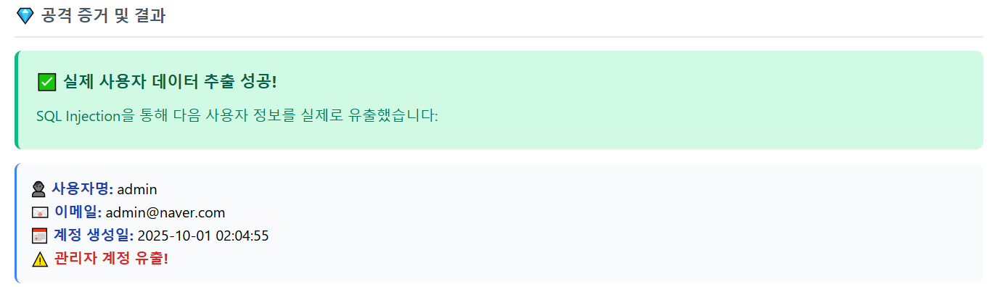 💎 공격 증거 및 결과
✅ 실제 사용자 데이터 추출 성공!
SQL Injection을 통해 다음 사용자 정보를 실제로 유출했습니다:
👤 사용자명: admin
📧 이메일: admin@naver.com
📅 계정 생성일: 2025-10-01 02:04:55
⚠️ 관리자 계정 유출!